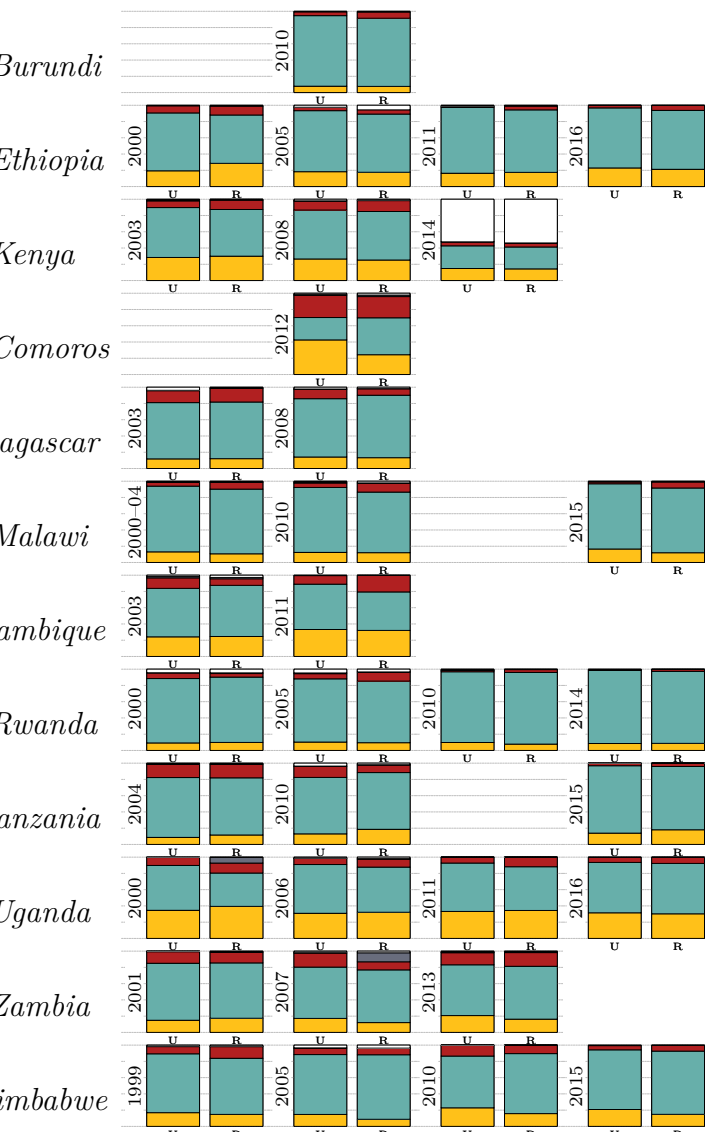 2010
Burundi
U R
2000 2005 2011 2016
Ethiopia
U R U R U R U R
2003 2008 2014
Kenya
U R U R U R
2012
Comoros
U R
2003 2008
agascar
U R U R
2000–04 2010 2015
Malawi
U R U R U R
2003 2011
ambique
U R U R
2000 2005 2010 2014
Rwanda
U R U R U R U R
2004 2010 2015
anzania
U R U R U R
2000 2006 2011 2016
Uganda
U R U R U R U R
2001 2007 2013
Zambia
U R U R U R
1999 2005 2010 2015
imbabwe